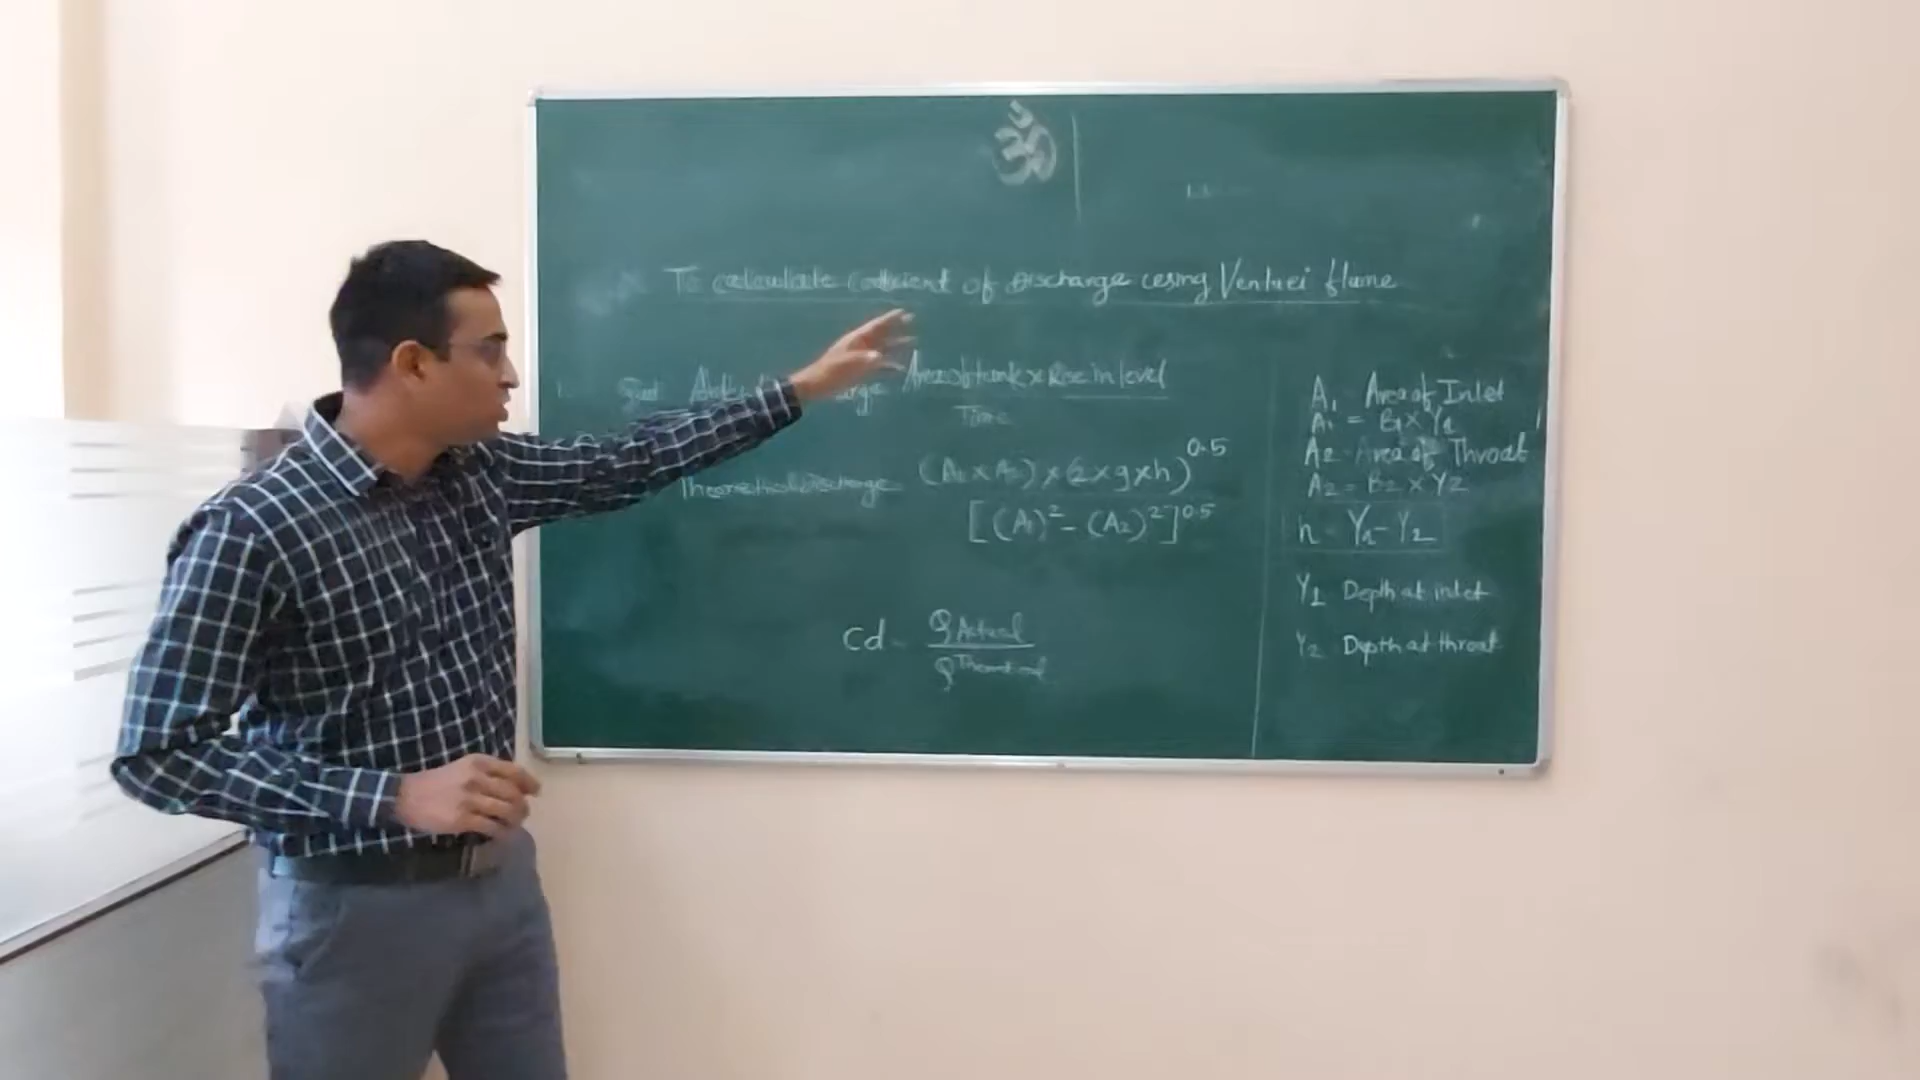 ॐ
To calculate coefficient of Discharge using Venturi flume
Area of tank x Rise in level
Time
Theoretical Discharge (A₁ x A₂) x (2 x g x h)^0.5
[(A₁)² - (A₂)²]^0.5
Cd = Q Actual
Q Theoretical
A₁ Area of Inlet
A₁ = B₁ x Y₁
A2 Area of Throat
A2 = B2 x Y2
h = Y₁ - Y₂
Y1 Depth at inlet
Y2 Depth at throat